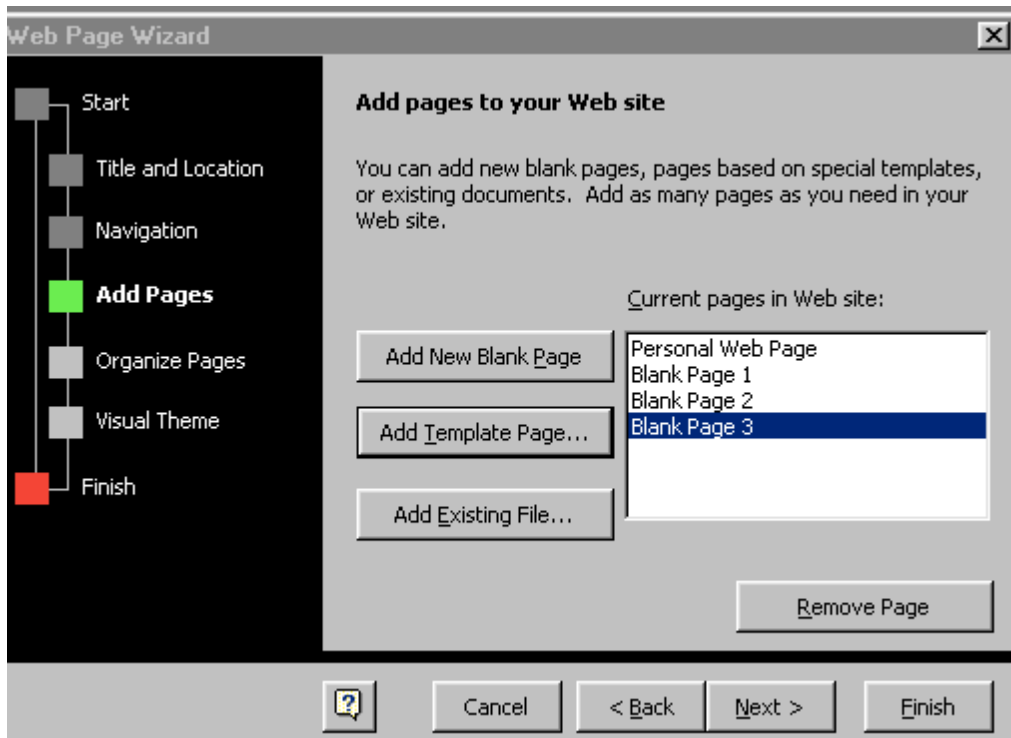 Web Page Wizard
Start
Title and Location
Navigation
Add Pages
Organize Pages
Visual Theme
Finish
Add pages to your Web site
You can add new blank pages, pages based on special templates,
or existing documents.  Add as many pages as you need in your
Web site.
Current pages in Web site:
Add New Blank Page
Add Template Page...
Add Existing File...
Personal Web Page
Blank Page 1
Blank Page 2
Blank Page 3
Remove Page
?
Cancel
< Back
Next >
Finish